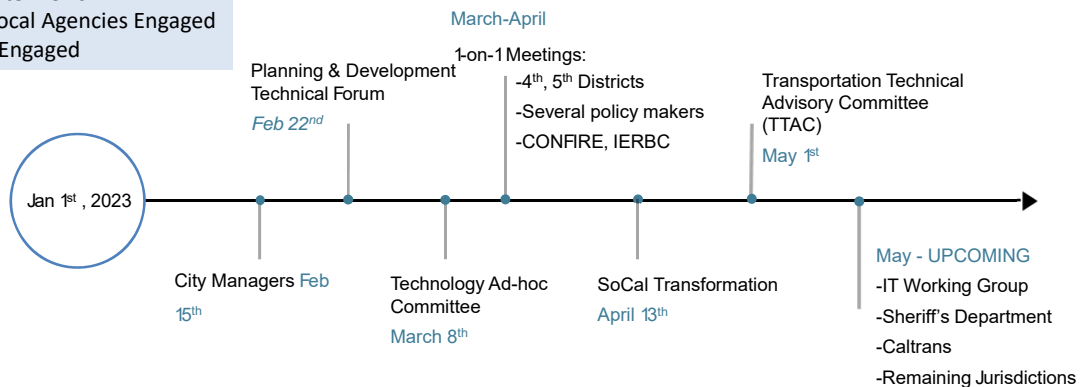 ocal Agencies Engaged
Engaged
March-April
1-on-1 Meetings:
-4th, 5th Districts
-Several policy makers
-CONFIRE, IERBC
Planning & Development
Technical Forum
Feb 22nd
Transportation Technical
Advisory Committee
(TTAC)
May 1st
Jan 1st , 2023
City Managers Feb
15th
Technology Ad-hoc
Committee
March 8th
SoCal Transformation
April 13th
May - UPCOMING
-IT Working Group
-Sheriff's Department
-Caltrans
-Remaining Jurisdictions